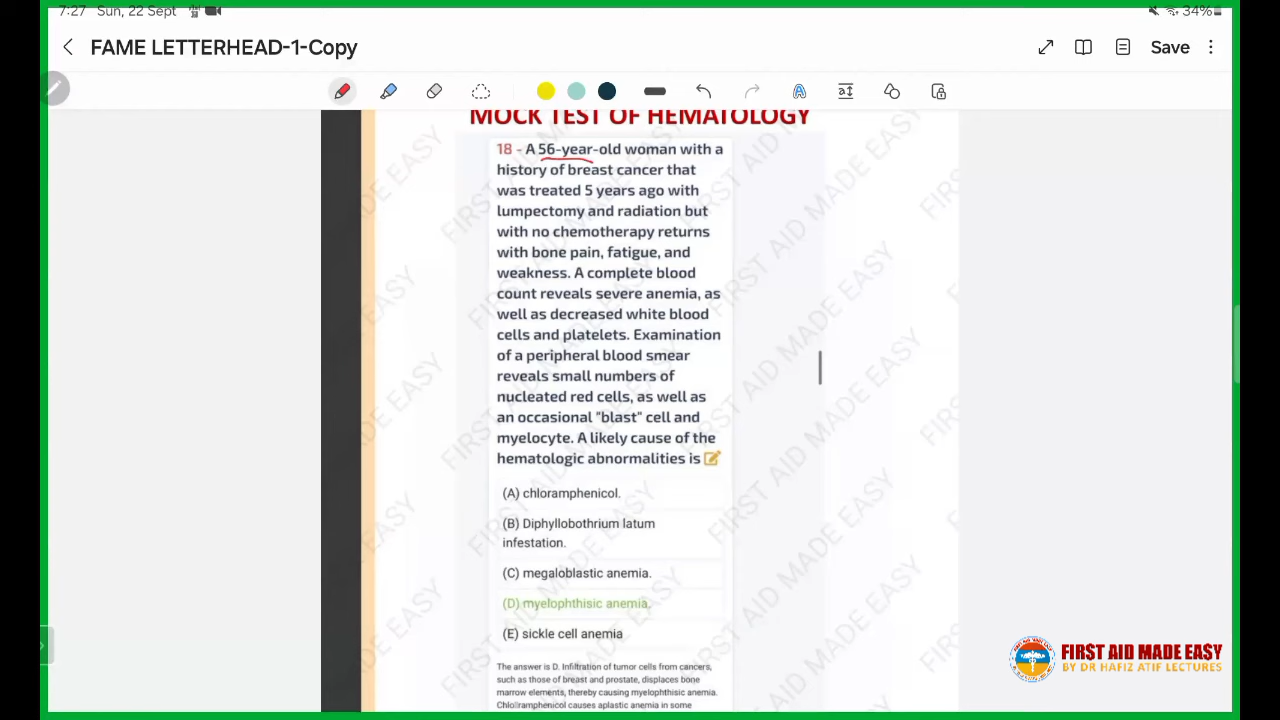 7:27 Sun, 22 Sept
34%
FAME LETTERHEAD-1-Copy
Save
MOCK TEST OF HEMATOLOGY
18 - A 56-year-old woman with a
history of breast cancer that
was treated 5 years ago with
lumpectomy and radiation but
with no chemotherapy returns
with bone pain, fatigue, and
weakness. A complete blood
count reveals severe anemia, as
well as decreased white blood
cells and platelets. Examination
of a peripheral blood smear
reveals small numbers of
nucleated red cells, as well as
an occasional "blast" cell and
myelocyte. A likely cause of the
hematologic abnormalities is
(A) chloramphenicol.
(B) Diphyllobothrium latum
infestation.
(C) megaloblastic anemia.
(D) myelophthisic anemia.
(E) sickle cell anemia
The answer is D. Infiltration of tumor cells from cancers,
such as those of breast and prostate, displaces bone
marrow elements, thereby causing myelophthisic anemia.
Chloramphenicol causes aplastic anemia in some
FIRST AID MADE EASY
BY DR HAFIZ ATIF LECTURES
FIRST AID MADE EASY